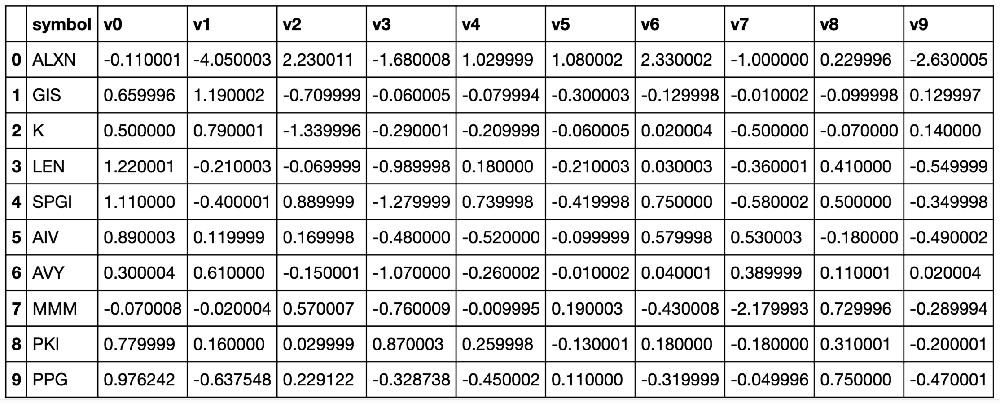 symbol v0 v1 v2 v3 v4 v5 v6 v7 v8 v9
0 ALXN -0.110001 -4.050003 2.230011 -1.680008 1.029999 1.080002 2.330002 -1.000000 0.229996 -2.630005
1 GIS 0.659996 1.190002 -0.709999 -0.060005 -0.079994 -0.300003 -0.129998 -0.010002 -0.099998 0.129997
2 K 0.500000 0.790001 -1.339996 -0.290001 -0.209999 -0.060005 0.020004 -0.500000 -0.070000 0.140000
3 LEN 1.220001 -0.210003 -0.069999 -0.989998 0.180000 -0.210003 0.030003 -0.360001 0.410000 -0.549999
4 SPGI 1.110000 -0.400001 0.889999 -1.279999 0.739998 -0.419998 0.750000 -0.580002 0.500000 -0.349998
5 AIV 0.890003 0.119999 0.169998 -0.480000 -0.520000 -0.099999 0.579998 0.530003 -0.180000 -0.490002
6 AVY 0.300004 0.610000 -0.150001 -1.070000 -0.260002 -0.010002 0.040001 0.389999 0.110001 0.020004
7 MMM -0.070008 -0.020004 0.570007 -0.760009 -0.009995 0.190003 -0.430008 -2.179993 0.729996 -0.289994
8 PKI 0.779999 0.160000 0.029999 0.870003 0.259998 -0.130001 0.180000 -0.180000 0.310001 -0.200001
9 PPG 0.976242 -0.637548 0.229122 -0.328738 -0.450002 0.110000 -0.319999 -0.049996 0.750000 -0.470001